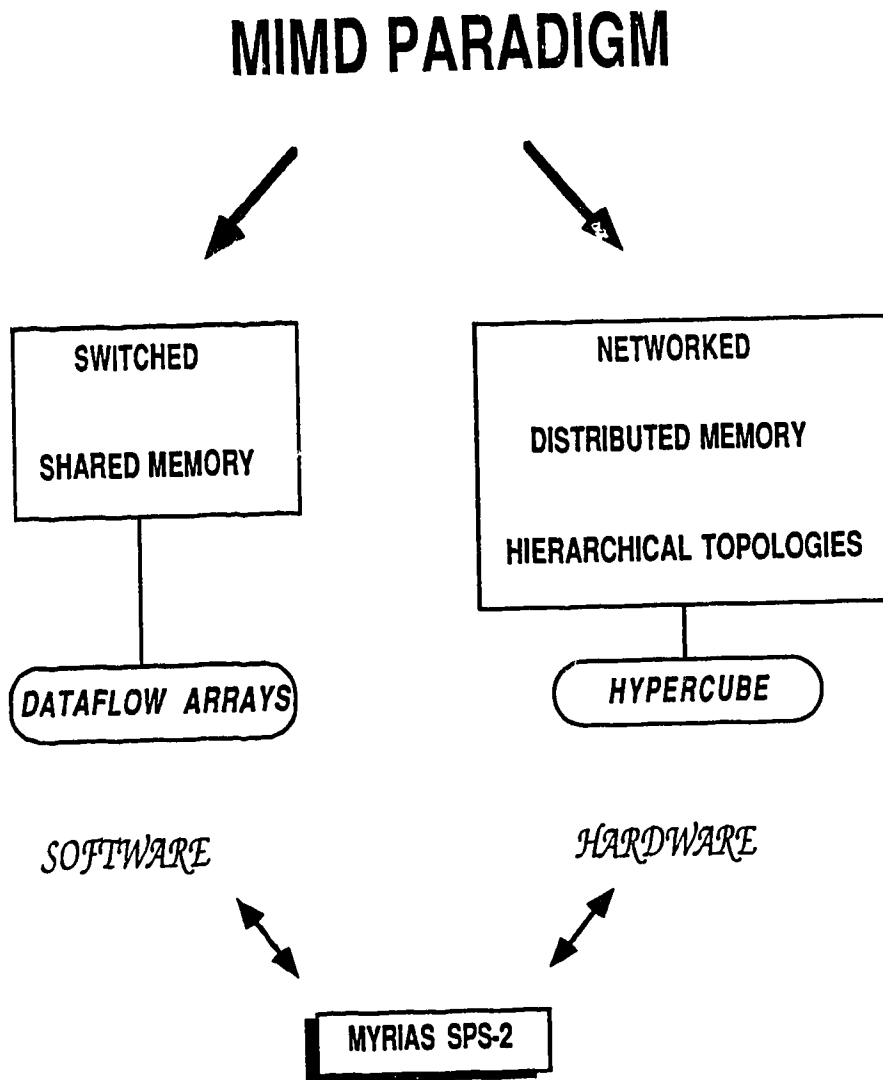 MIMD PARADIGM
SWITCHED
SHARED MEMORY
NETWORKED
DISTRIBUTED MEMORY
HIERARCHICAL TOPOLOGIES
DATAFLOW ARRAYS
HYPERCUBE
SOFTWARE
HARDWARE
MYRIAS SPS-2